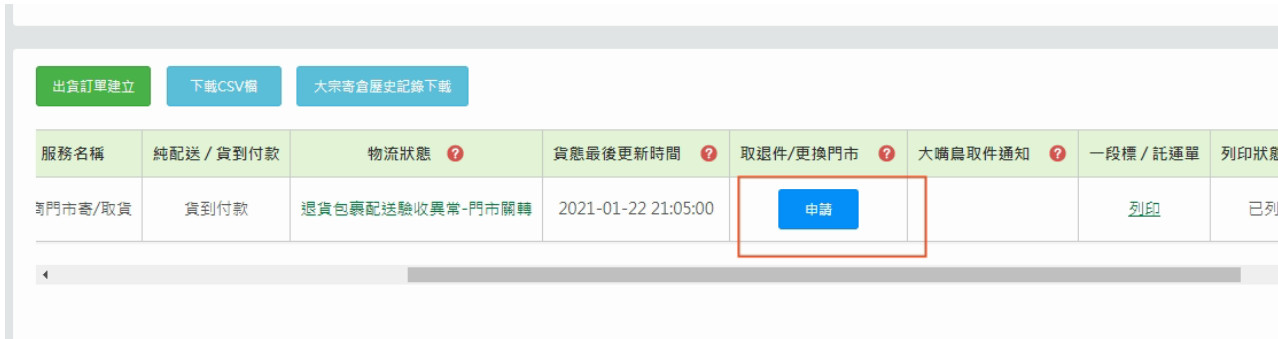 出貨訂單建立 下載CSV檔 大宗寄倉歷史記錄下載
服務名稱 純配送 / 貨到付款 物流狀態 ? 貨態最後更新時間 ? 取退件/更換門市 ? 大嘴鳥取件通知 ? 一段標 / 託運單 列印狀態
商門市寄/取貨 貨到付款 退貨包裹配送驗收異常-門市關轉 2021-01-22 21:05:00 申請 列印 已列